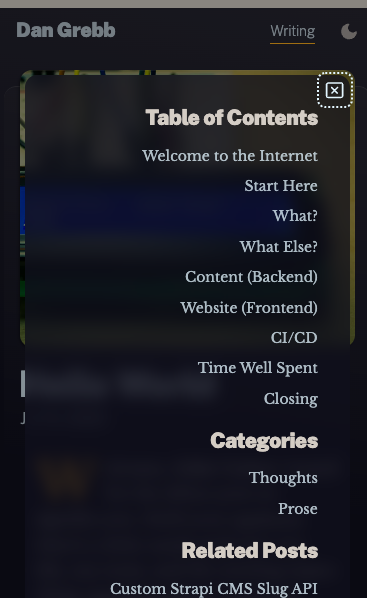 Dan Grebb
Writing
Table of Contents
Welcome to the Internet
Start Here
What?
What Else?
Content (Backend)
Website (Frontend)
CI/CD
Time Well Spent
Closing
Categories
Thoughts
Prose
Related Posts
Custom Strapi CMS Slug API